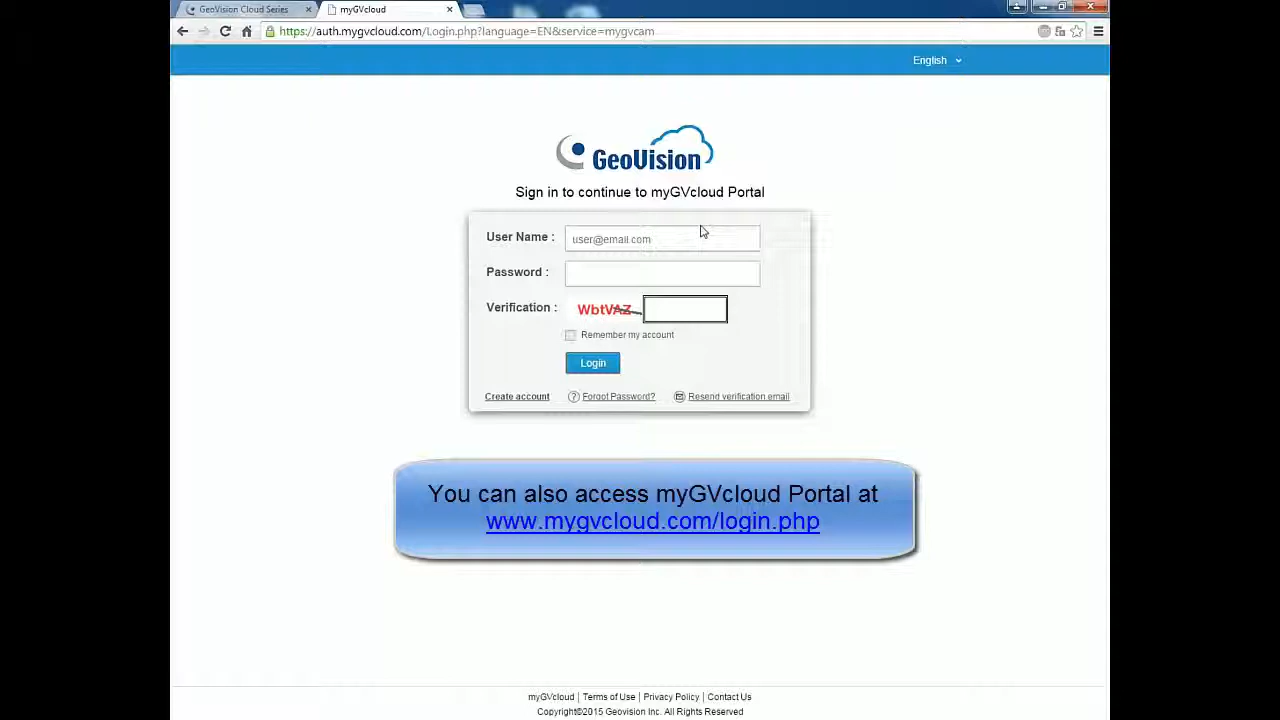 GeoVision Cloud Series
myGVcloud
https://auth.mygvcloud.com/Login.php?language=EN&service=mygvcam
English
GeoVision
Sign in to continue to myGVcloud Portal
User Name :
user@email.com
Password :
Verification :
WbtVAZ
Remember my account
Login
Create account
? Forgot Password?
Resend verification email
You can also access myGVcloud Portal at
www.mygvcloud.com/login.php
myGVcloud | Terms of Use | Privacy Policy | Contact Us
Copyright©2015 Geovision Inc. All Rights Reserved